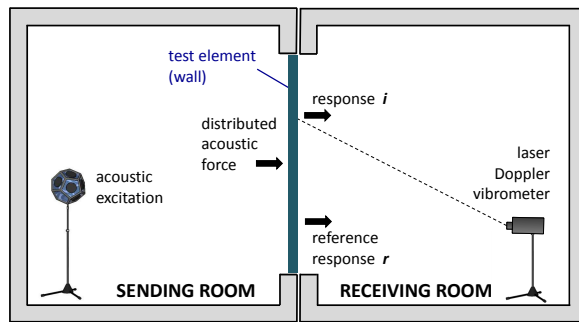 test element
(wall)
response i
distributed
acoustic
force
laser
Doppler
vibrometer
acoustic
excitation
reference
response r
SENDING ROOM
RECEIVING ROOM